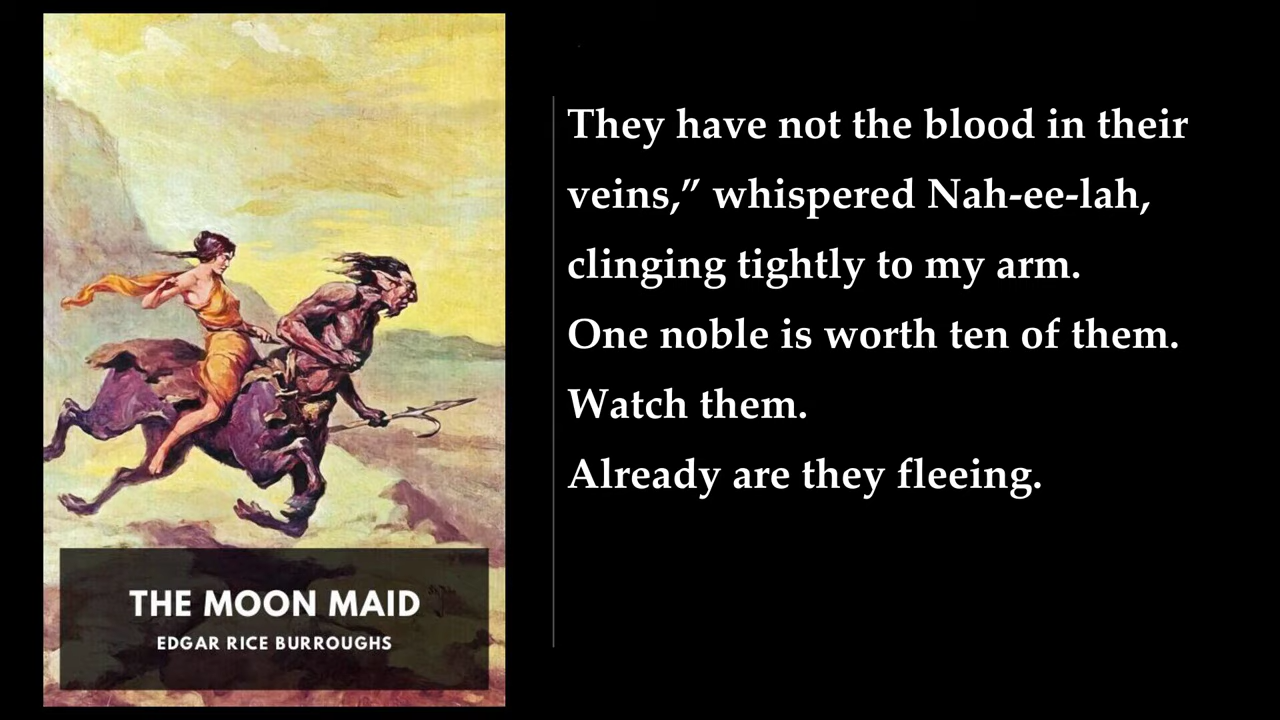 THE MOON MAID
EDGAR RICE BURROUGHS
They have not the blood in their
veins,” whispered Nah-ee-lah,
clinging tightly to my arm.
One noble is worth ten of them.
Watch them.
Already are they fleeing.